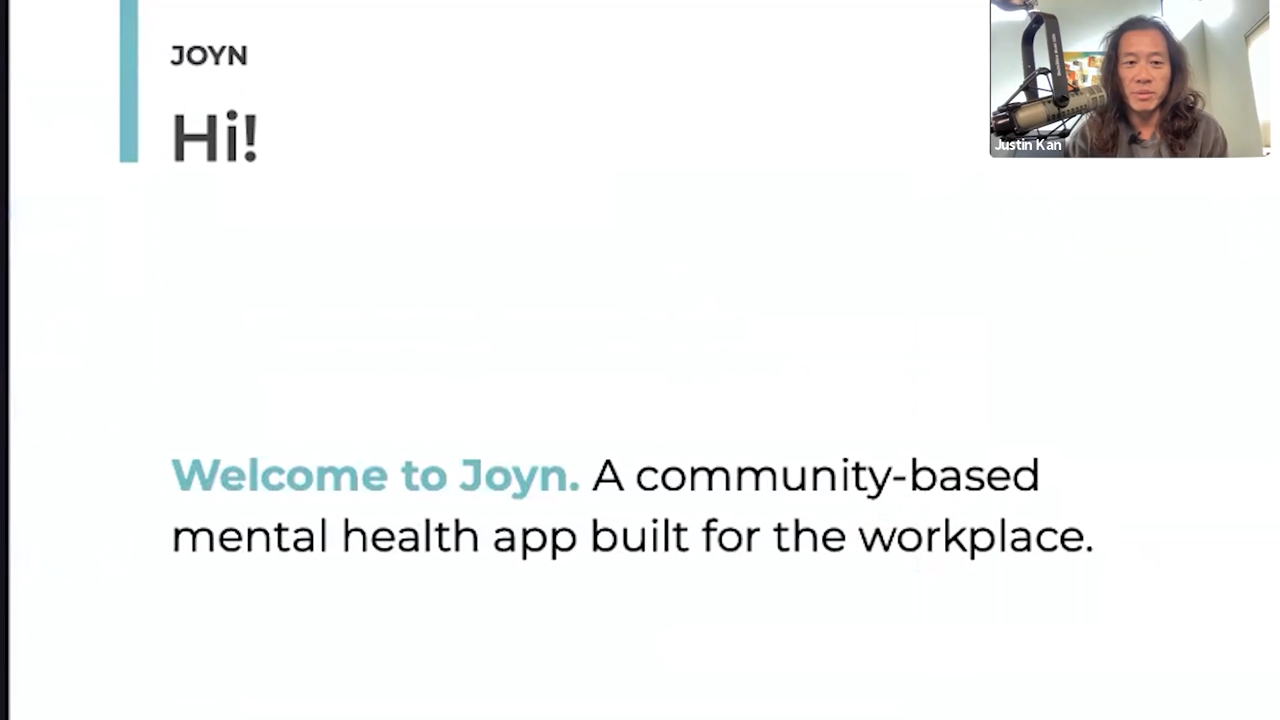 JOYN
Hi!
Justin Kan
Welcome to Joyn. A community-based
mental health app built for the workplace.